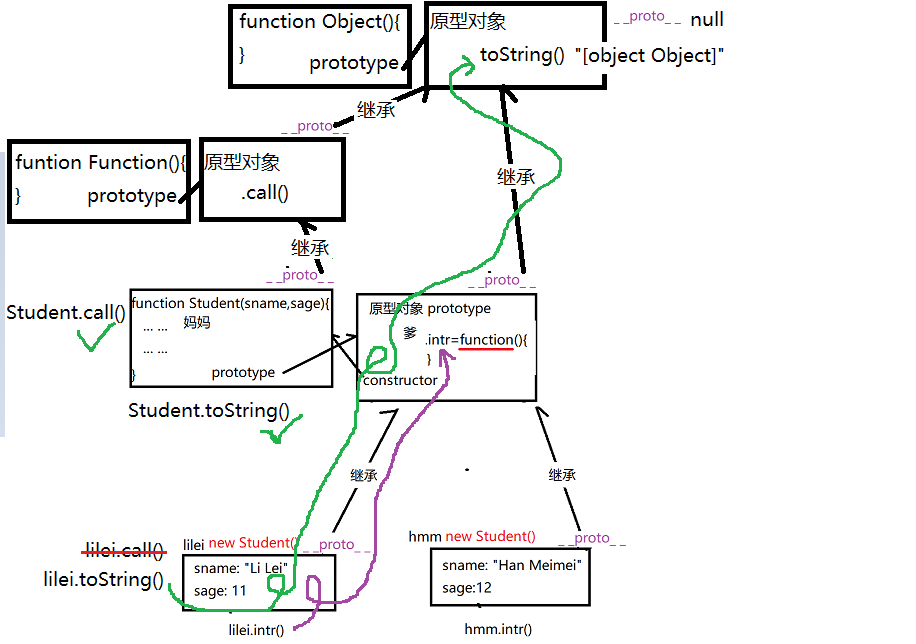 function Object(){
}
prototype
原型对象
toString() "[object Object]"
__proto__ null
继承
__proto__
funtion Function(){
}
prototype
原型对象
.call()
继承
继承
__proto__
__proto__
Student.call()
function Student(sname,sage){
... ... 妈妈
... ...
}
prototype
原型对象 prototype
爹 .intr=function(){
}
constructor
Student.toString()
继承
继承
lilei.call()
lilei.toString()
lilei new Student()
__proto__
sname: "Li Lei"
sage: 11
lilei.intr()
hmm new Student()
__proto__
sname: "Han Meimei"
sage:12
hmm.intr()